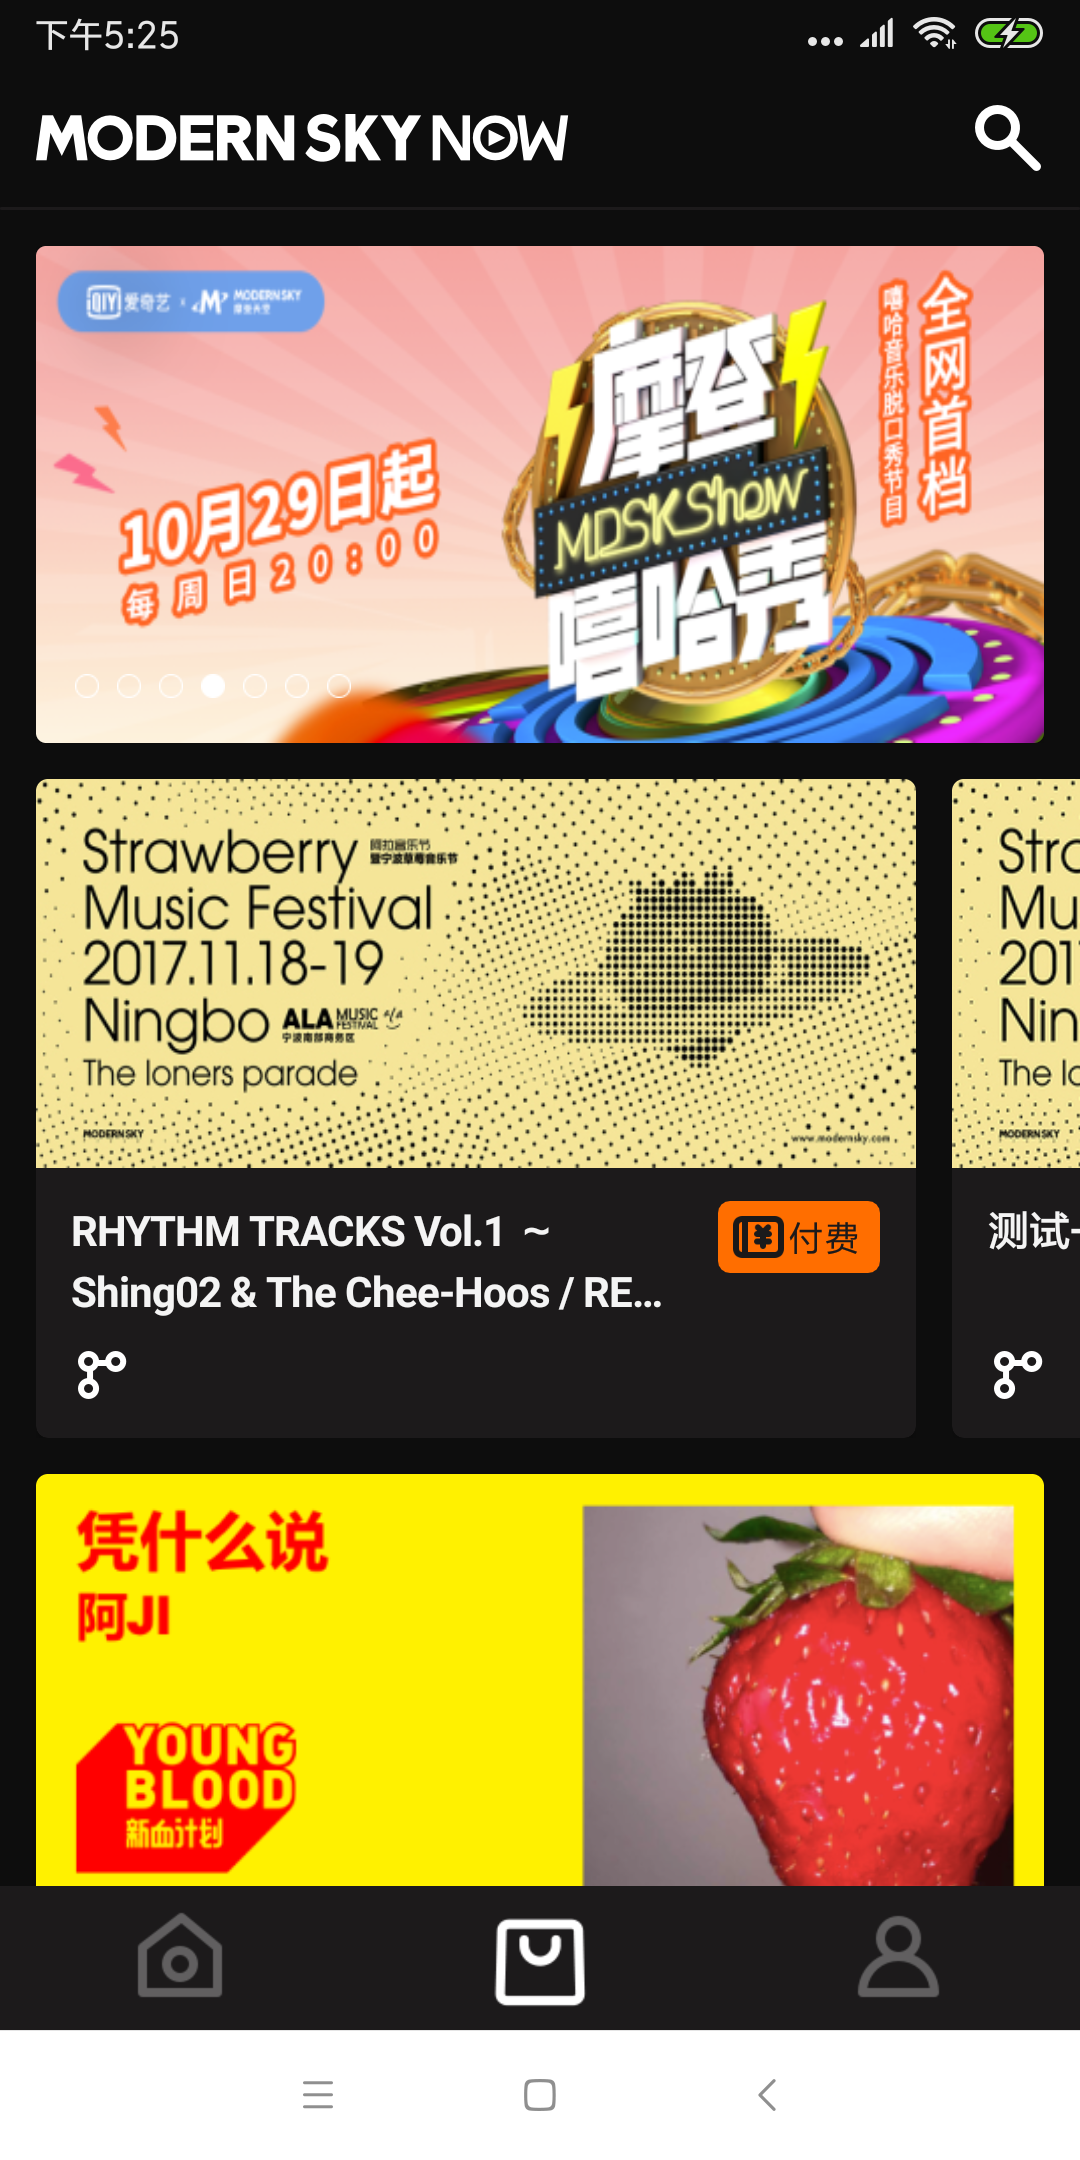 下午5:25
MODERN SKY NOW
QIY 爱奇艺 x M MODERNSKY
摩登天空
全网首档
嘻哈音乐脱口秀节目
摩登
MDSK Show
嘻哈秀
10月29日起
每周日20:00
Strawberry 阿拉音乐节
暨宁波草莓音乐节
Music Festival
2017.11.18-19
Ningbo ALA MUSIC FESTIVAL ala
宁波南部商务区
The loners parade
MODERNSKY
www.modernsky.com
Stra
Mu
201
Nin
The lo
MODERNSKY
RHYTHM TRACKS Vol.1 ~
Shing02 & The Chee-Hoos / RE...
付费
测试
凭什么说
阿JI
YOUNG
BLOOD
新血计划